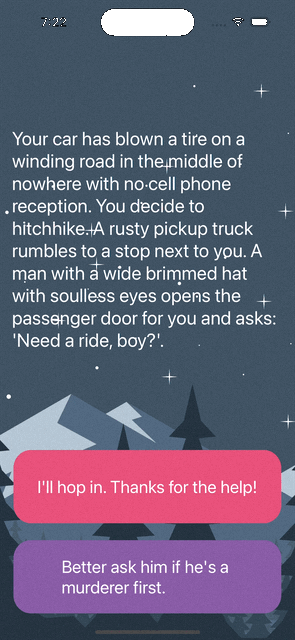 7:22
Your car has blown a tire on a
winding road in the middle of
nowhere with no cell phone
reception. You decide to
hitchhike. A rusty pickup truck
rumbles to a stop next to you. A
man with a wide brimmed hat
with soulless eyes opens the
passenger door for you and asks:
'Need a ride, boy?'.
I'll hop in. Thanks for the help!
Better ask him if he's a
murderer first.